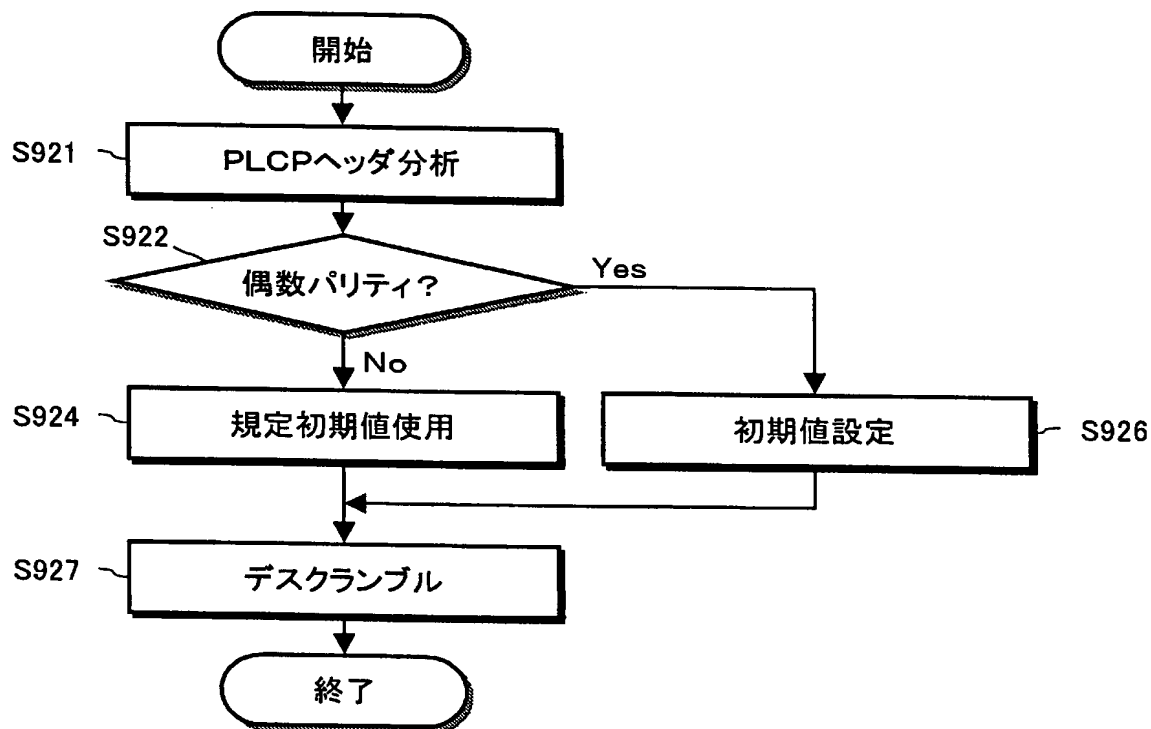 開始
S921
PLCPヘッダ分析
S922
偶数パリティ?
Yes
No
S924
規定初期値使用
初期値設定
S926
S927
デスクランブル
終了